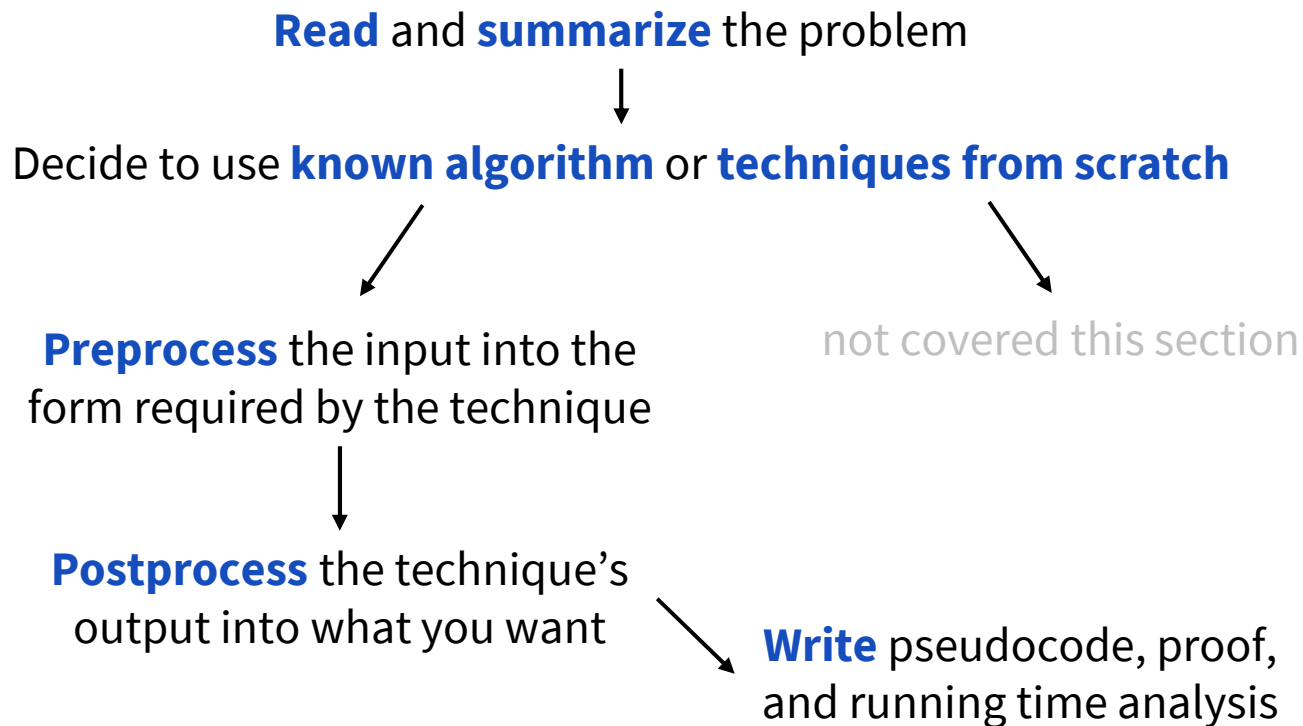 Read and summarize the problem
Decide to use known algorithm or techniques from scratch
Preprocess the input into the
form required by the technique
not covered this section
Postprocess the technique’s
output into what you want
Write pseudocode, proof,
and running time analysis